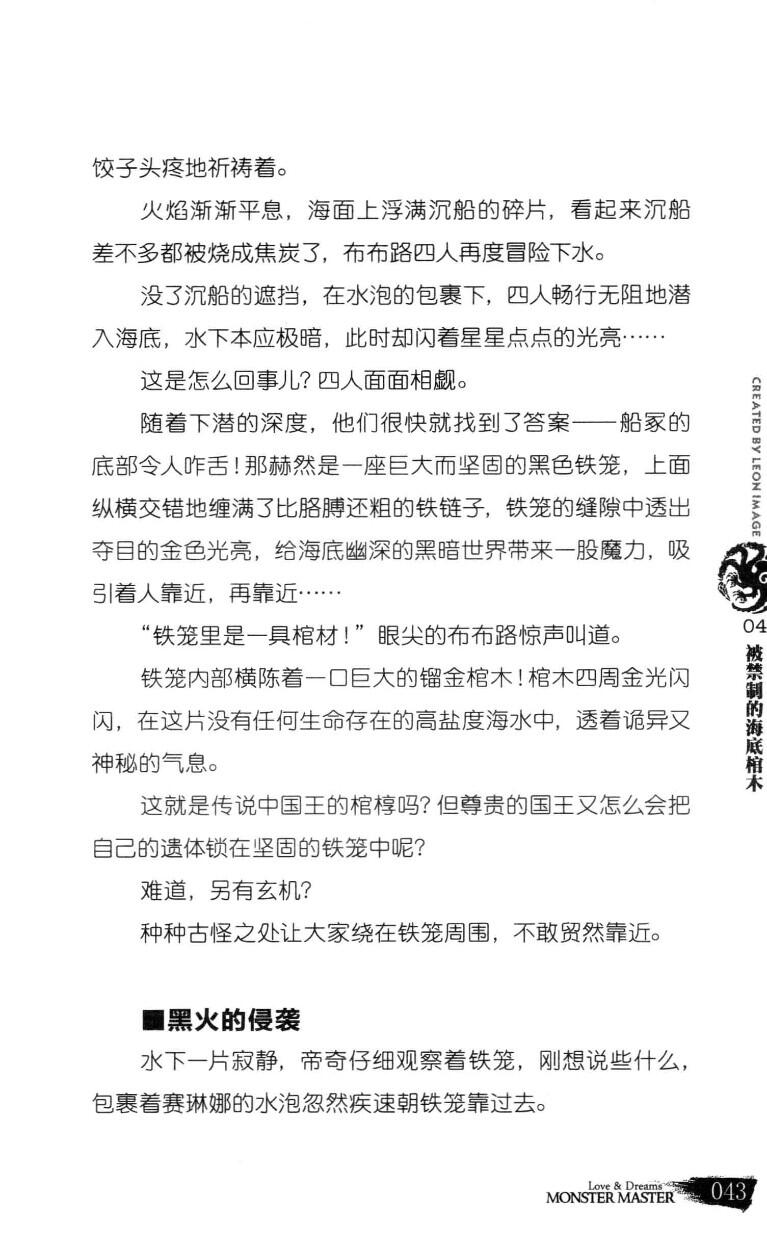 饺子头疼地祈祷着。
火焰渐渐平息，海面上浮满沉船的碎片，看起来沉船
差不多都被烧成焦炭了，布布路四人再度冒险下水。
没了沉船的遮挡，在水泡的包裹下，四人畅行无阻地潜
入海底，水下本应极暗，此时却闪着星星点点的光亮……
这是怎么回事儿？四人面面相觑。
随着下潜的深度，他们很快就找到了答案——船冢的
底部令人咋舌！那赫然是一座巨大而坚固的黑色铁笼，上面
纵横交错地缠满了比胳膊还粗的铁链子，铁笼的缝隙中透出
夺目的金色光亮，给海底幽深的黑暗世界带来一股魔力，吸
引着人靠近，再靠近……
“铁笼里是一具棺材！”眼尖的布布路惊声叫道。
铁笼内部横陈着一口巨大的镏金棺木！棺木四周金光闪
闪，在这片没有任何生命存在的高盐度海水中，透着诡异又
神秘的气息。
这就是传说中国王的棺椁吗？但尊贵的国王又怎么会把
自己的遗体锁在坚固的铁笼中呢？
难道，另有玄机？
种种古怪之处让大家绕在铁笼周围，不敢贸然靠近。
■黑火的侵袭
水下一片寂静，帝奇仔细观察着铁笼，刚想说些什么，
包裹着赛琳娜的水泡忽然疾速朝铁笼靠过去。
CREATED BY LEON IMAGE
04
被禁制的海底棺木
Love & Dreams
MONSTER MASTER
043